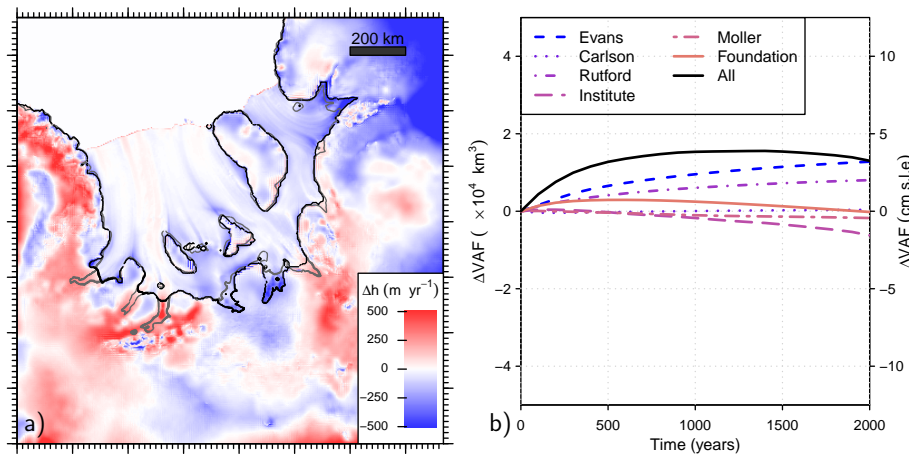 200 km
Δh (m yr⁻¹)
500
250
0
−250
−500
a)
Evans
Carlson
Rutford
Institute
Moller
Foundation
All
ΔVAF ( ×10⁴ km³)
4
2
0
−2
−4
10
5
0
−5
−10
ΔVAF (cm s.l.e)
0
500
1000
1500
2000
Time (years)
b)